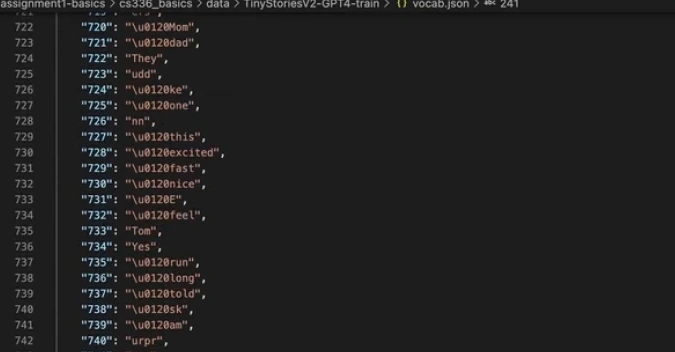 assignment1-basics > cs336_basics > data > TinyStoriesV2-GPT4-train > {} vocab.json > abc 241
722 "720": "\u0120Mom",
723 "721": "\u0120dad",
724 "722": "They",
725 "723": "udd",
726 "724": "\u0120ke",
727 "725": "\u0120one",
728 "726": "nn",
729 "727": "\u0120this",
730 "728": "\u0120excited",
731 "729": "\u0120fast",
732 "730": "\u0120nice",
733 "731": "\u0120E",
734 "732": "\u0120feel",
735 "733": "Tom",
736 "734": "Yes",
737 "735": "\u0120run",
738 "736": "\u0120long",
739 "737": "\u0120told",
740 "738": "\u0120sk",
741 "739": "\u0120am",
742 "740": "urpr",